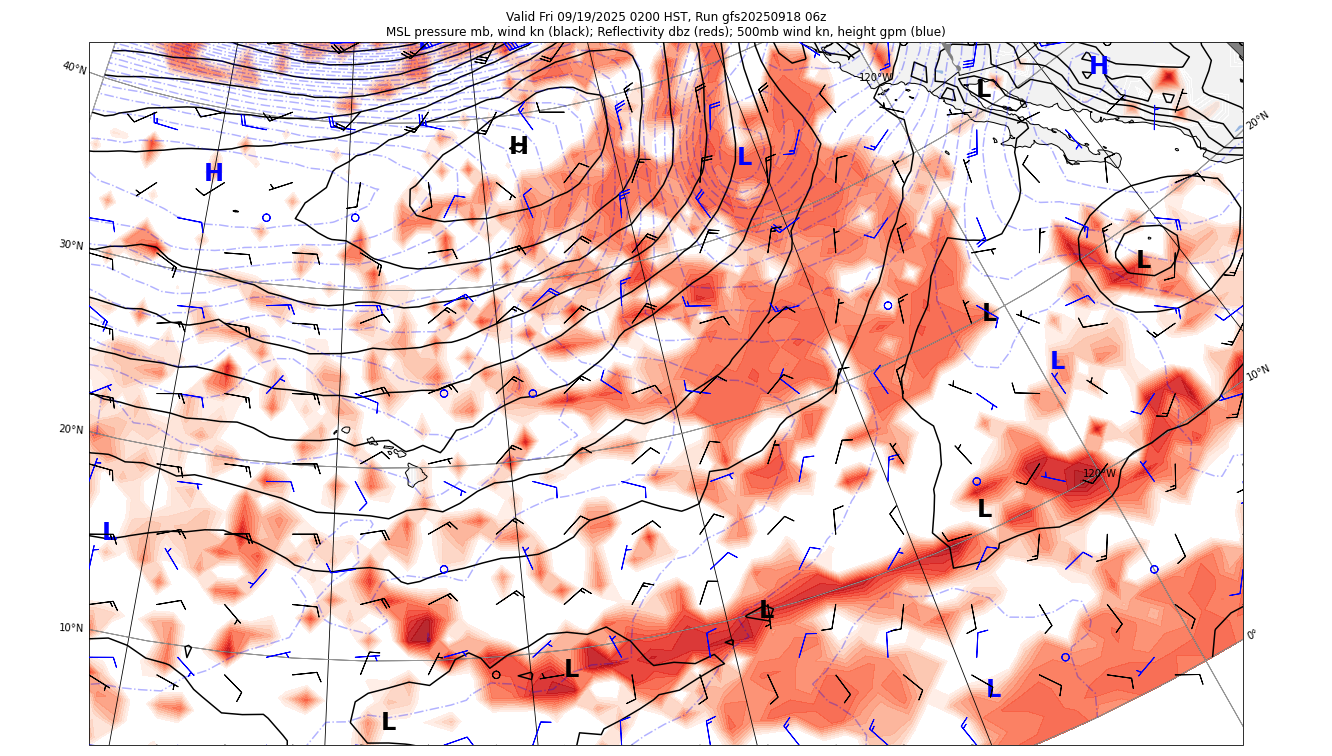 Valid Fri 09/19/2025 0200 HST, Run gfs20250918 06z
MSL pressure mb, wind kn (black); Reflectivity dbz (reds); 500mb wind kn, height gpm (blue)
40°N
120°W
H
L
20°N
H
L
H
30°N
L
L
L
10°N
20°N
120°W
L
L
10°N
L
0°
L
L
L